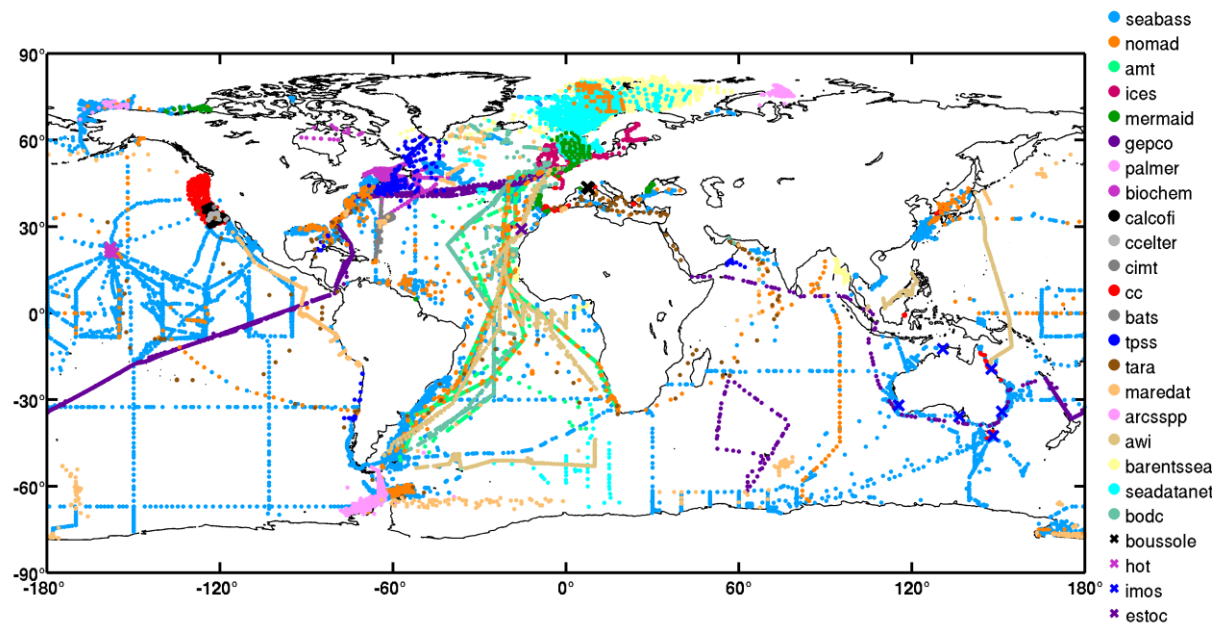 90°
60°
30°
0°
-30°
-60°
-90°
-180°
-120°
-60°
0°
60°
120°
180°
seabass
nomad
amt
ices
mermaid
gepco
palmer
biochem
calcofi
ccelter
cimt
cc
bats
tpss
tara
maredat
arcsspp
awi
barentssea
seadatanet
bodc
boussole
hot
imos
estoc